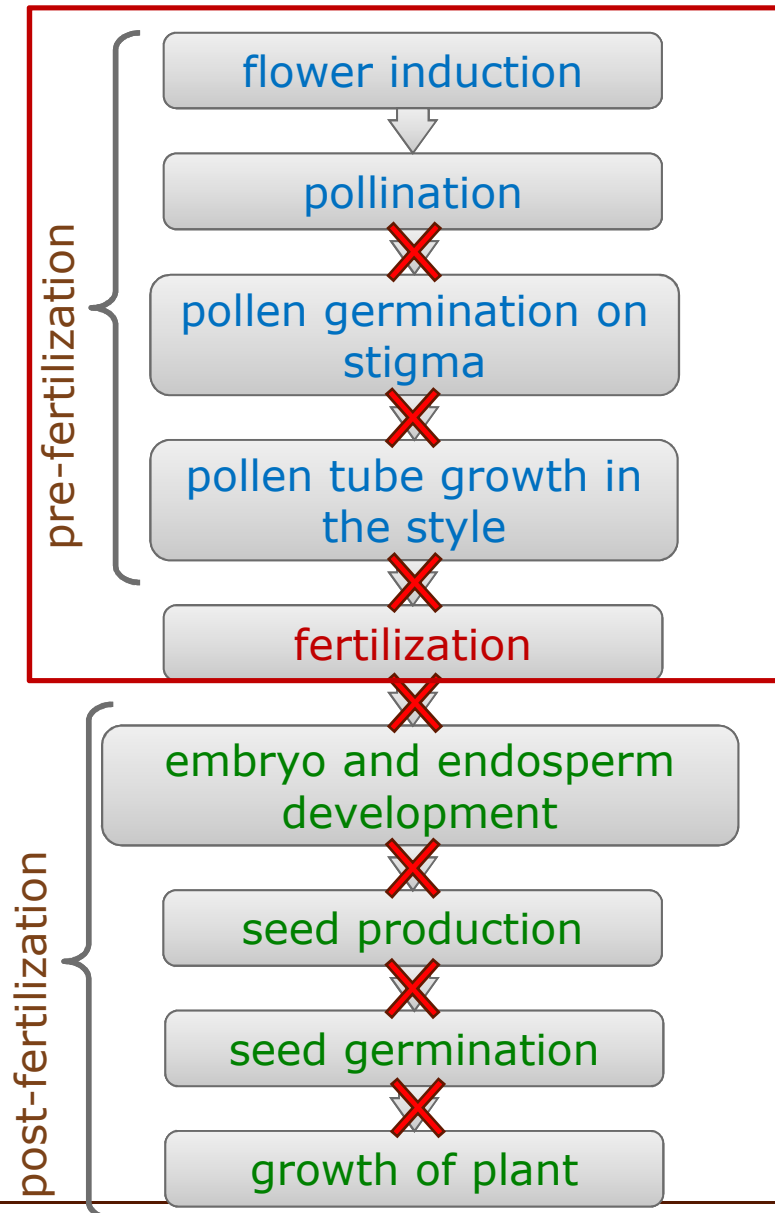 pre-fertilization
flower induction
pollination
pollen germination on
stigma
pollen tube growth in
the style
fertilization
post-fertilization
embryo and endosperm
development
seed production
seed germination
growth of plant